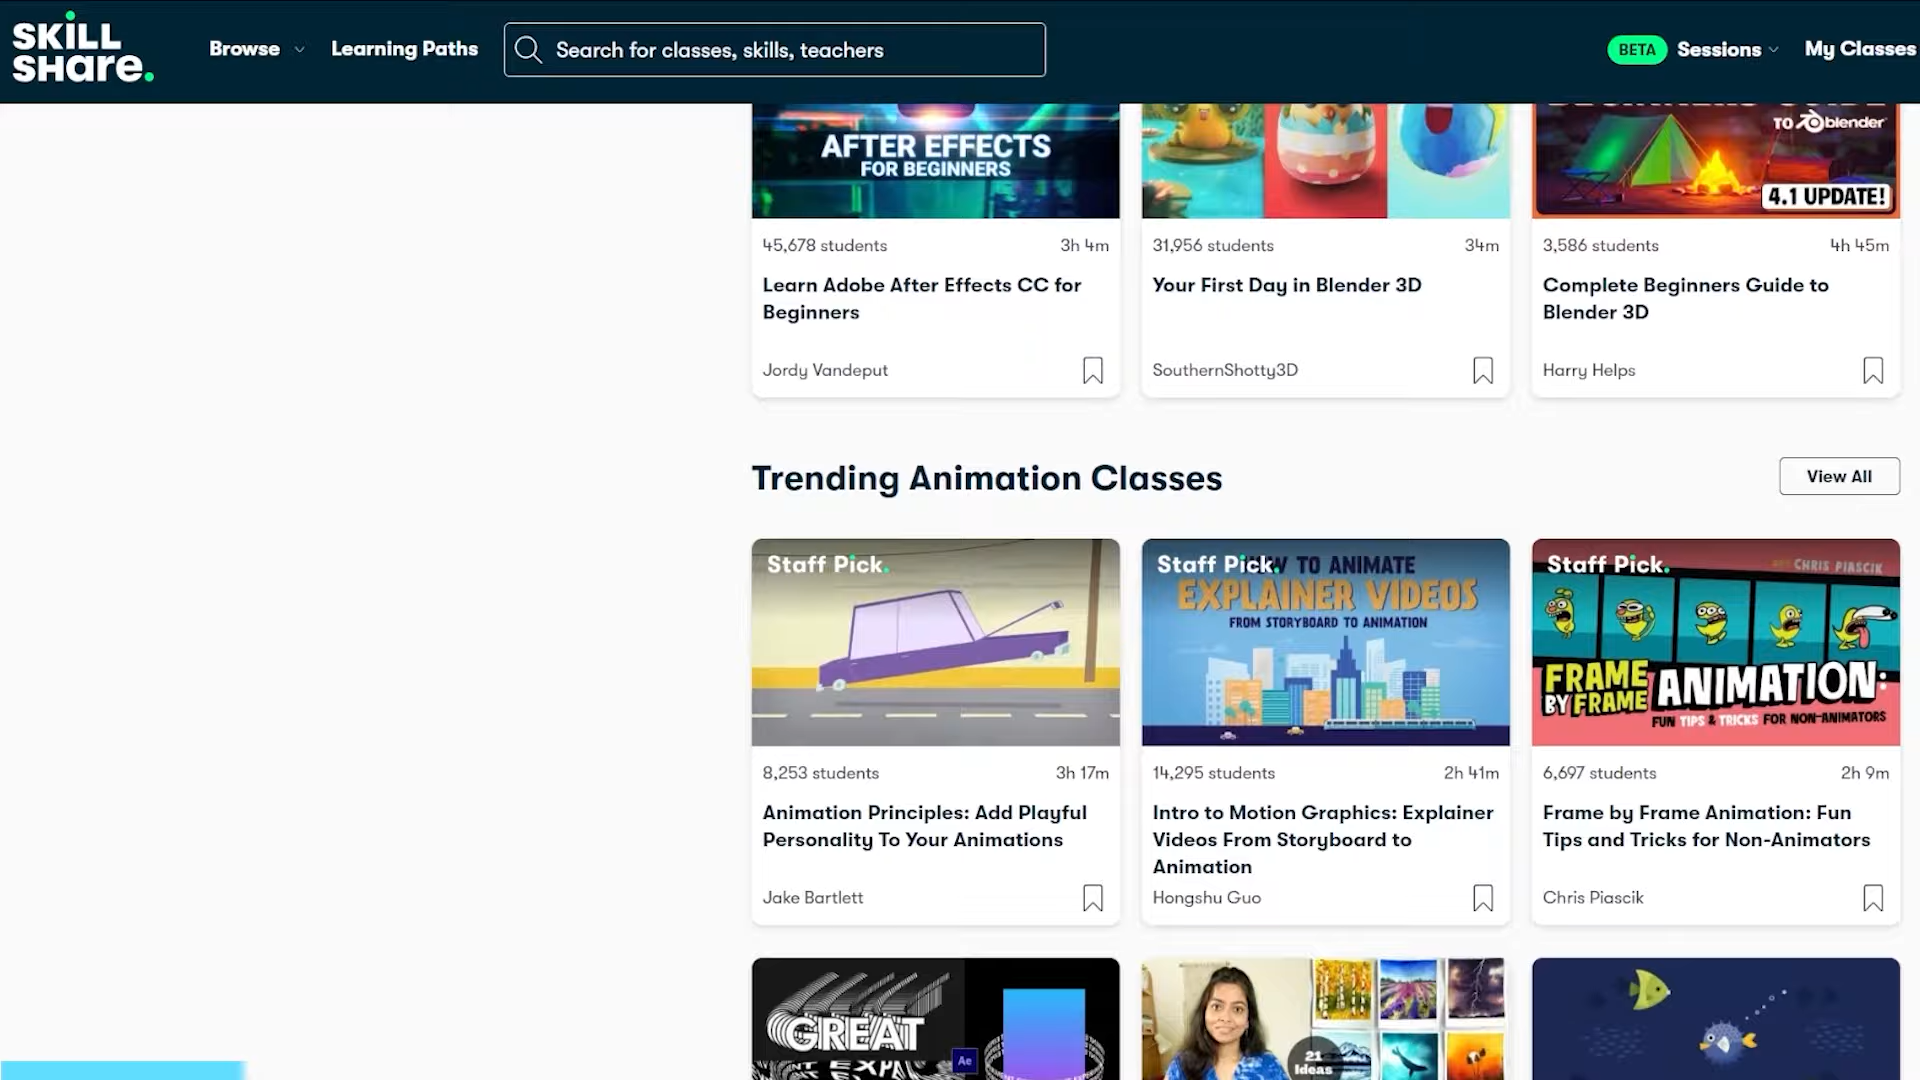 SKILL
SHare.
Browse
Learning Paths
Search for classes, skills, teachers
BETA
Sessions
My Classes
AFTER EFFECTS
FOR BEGINNERS
TO blender
4.1 UPDATE!
45,678 students
3h 4m
31,956 students
34m
3,586 students
4h 45m
Learn Adobe After Effects CC for
Beginners
Your First Day in Blender 3D
Complete Beginners Guide to
Blender 3D
Jordy Vandeput
SouthernShotty3D
Harry Helps
Trending Animation Classes
View All
Staff Pick.
Staff Pick.
TO ANIMATE
EXPLAINER VIDEOS
FROM STORYBOARD TO ANIMATION
Staff Pick.
CHRIS PIASCIK
FRAME
BY FRAME
ANIMATION:
FUN TIPS & TRICKS FOR NON-ANIMATORS
8,253 students
3h 17m
14,295 students
2h 41m
6,697 students
2h 9m
Animation Principles: Add Playful
Personality To Your Animations
Intro to Motion Graphics: Explainer
Videos From Storyboard to
Animation
Frame by Frame Animation: Fun
Tips and Tricks for Non-Animators
Jake Bartlett
Hongshu Guo
Chris Piascik
GREAT
Ae
21
Ideas